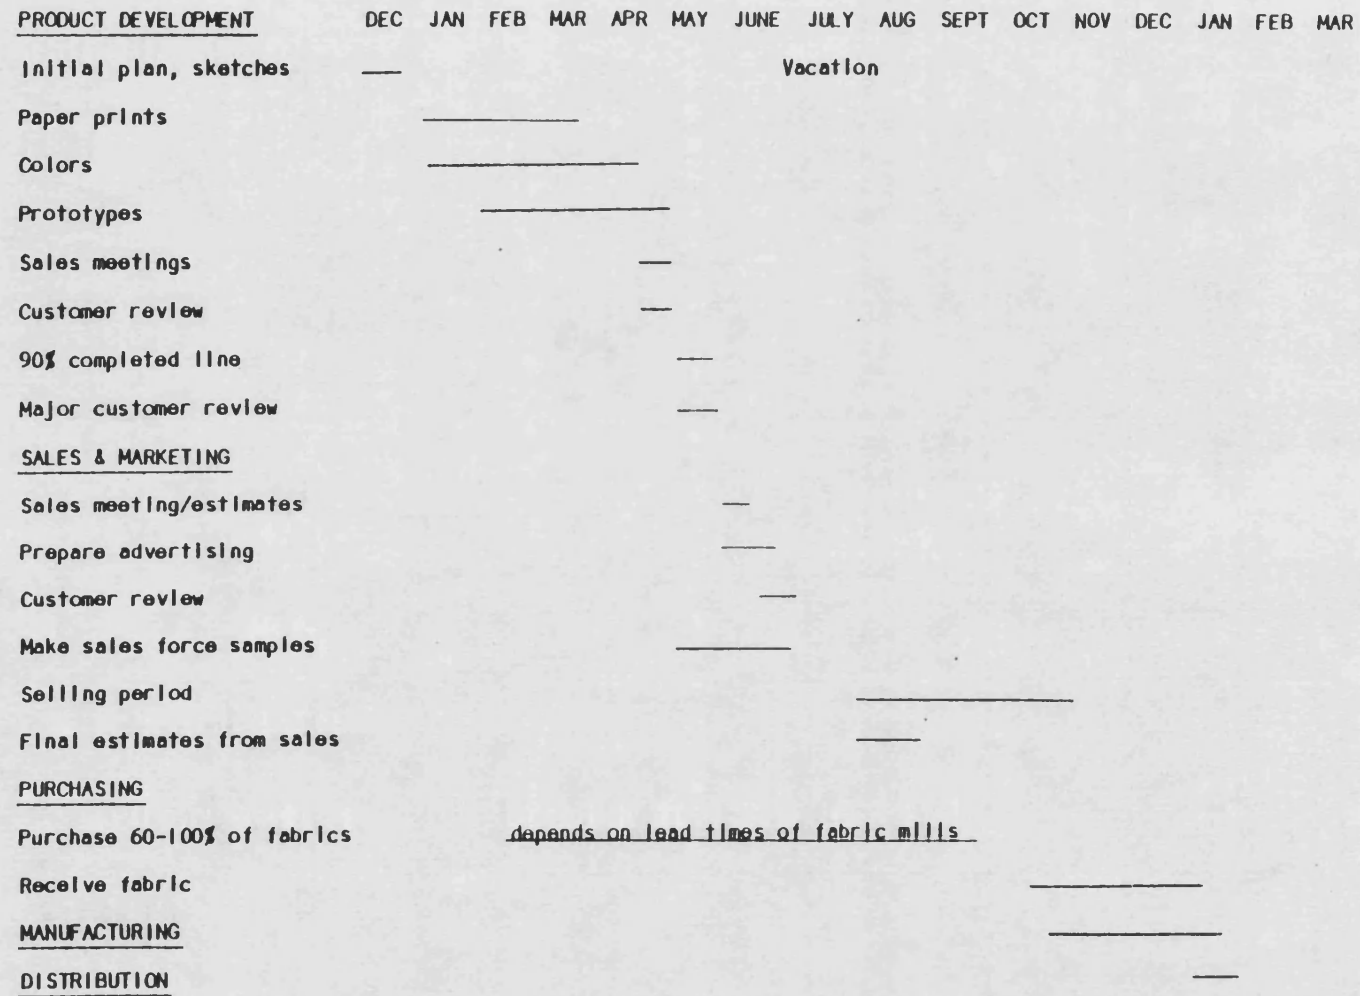 PRODUCT DEVELOPMENT DEC JAN FEB MAR APR MAY JUNE JULY AUG SEPT OCT NOV DEC JAN FEB MAR
Initial plan, sketches Vacation
Paper prints
Colors
Prototypes
Sales meetings
Customer review
90% completed line
Major customer review
SALES & MARKETING
Sales meeting/estimates
Prepare advertising
Customer review
Make sales force samples
Selling period
Final estimates from sales
PURCHASING
Purchase 60-100% of fabrics depends on lead times of fabric mills
Receive fabric
MANUFACTURING
DISTRIBUTION